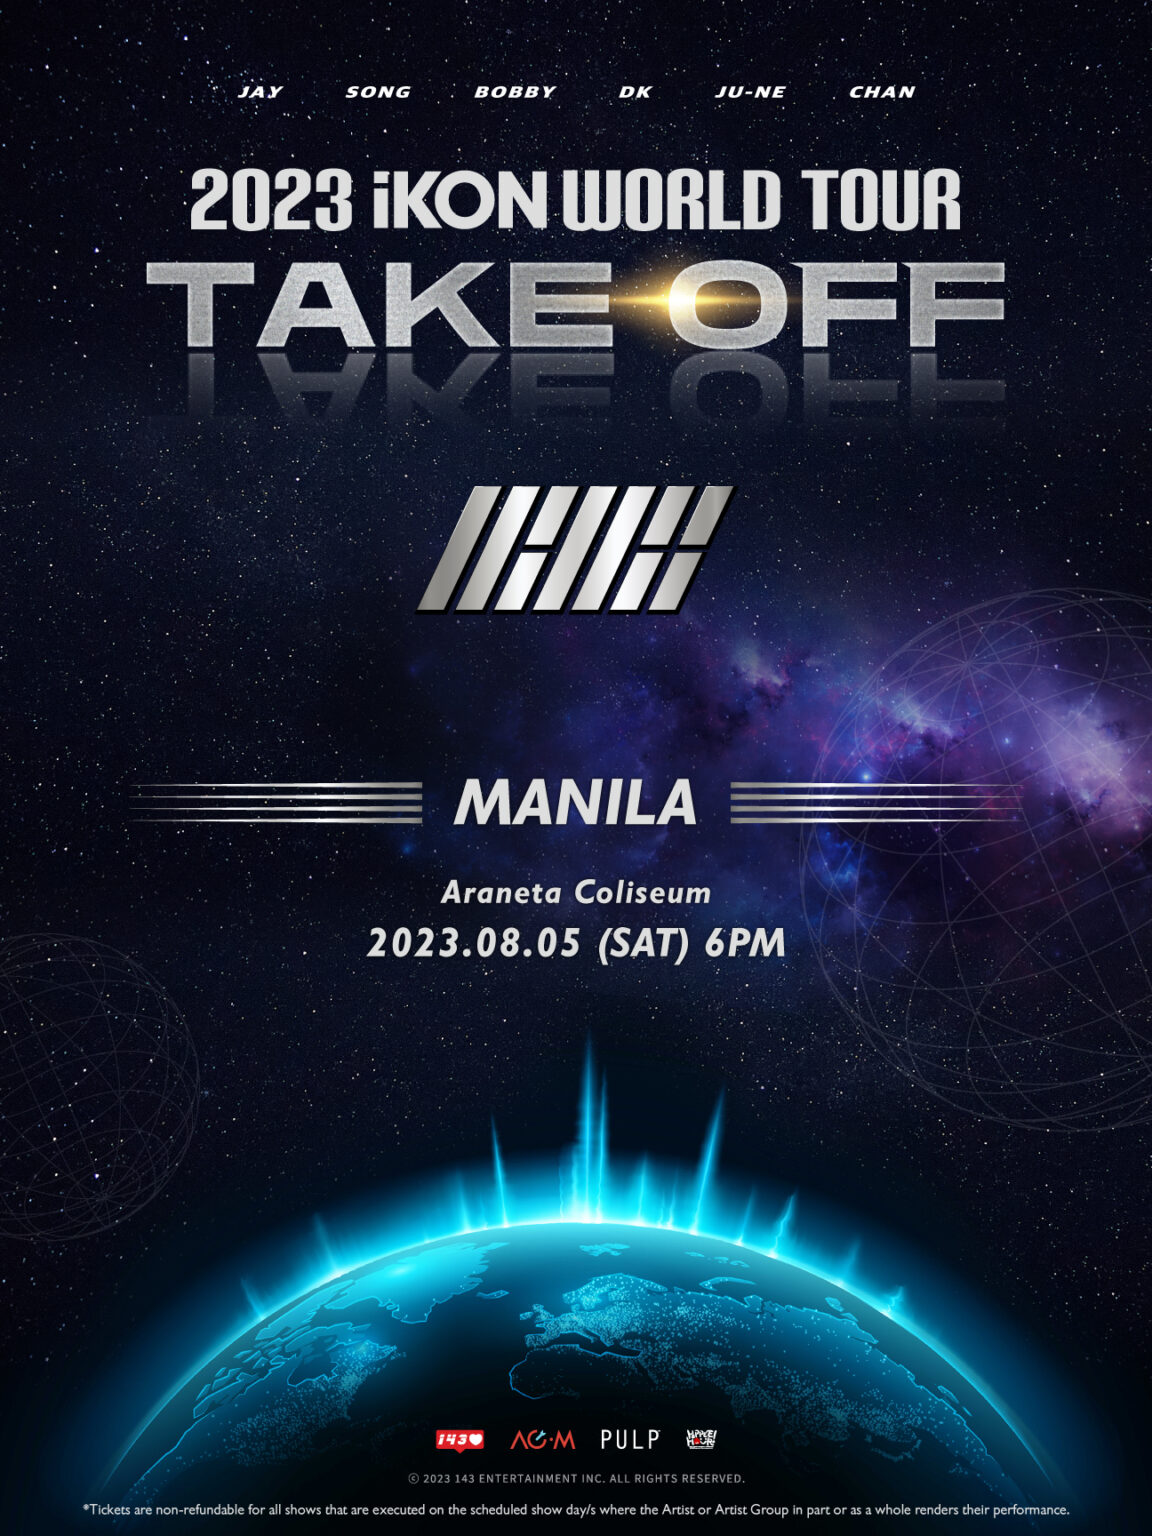 JAY SONG BOBBY DK JU-NE CHAN
2023 iKON WORLD TOUR
TAKE OFF
MANILA
Araneta Coliseum
2023.08.05 (SAT) 6PM
143 AG·M PULP HAPPEE HOUR!
© 2023 143 ENTERTAINMENT INC. ALL RIGHTS RESERVED.
*Tickets are non-refundable for all shows that are executed on the scheduled show day/s where the Artist or Artist Group in part or as a whole renders their performance.